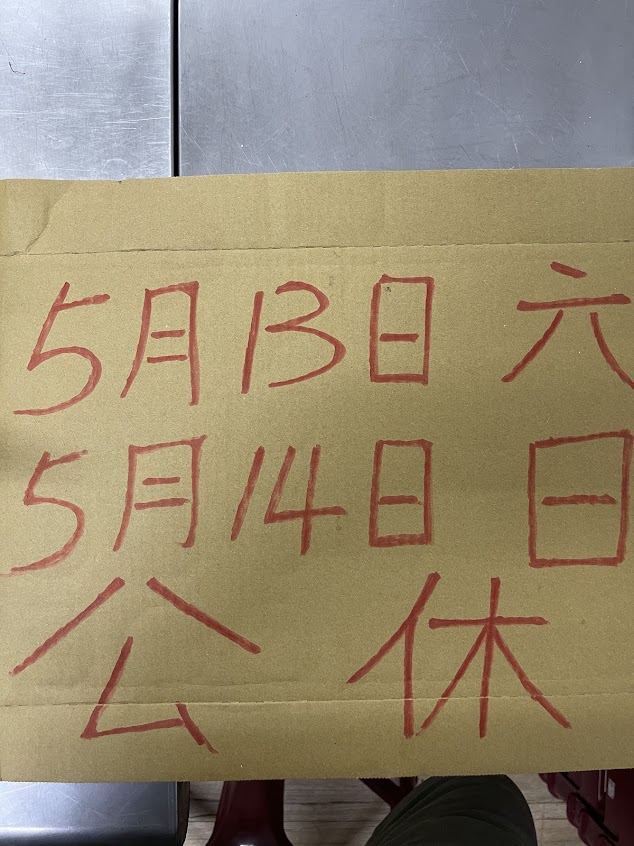 5月13日 六
5月14日 日
公休